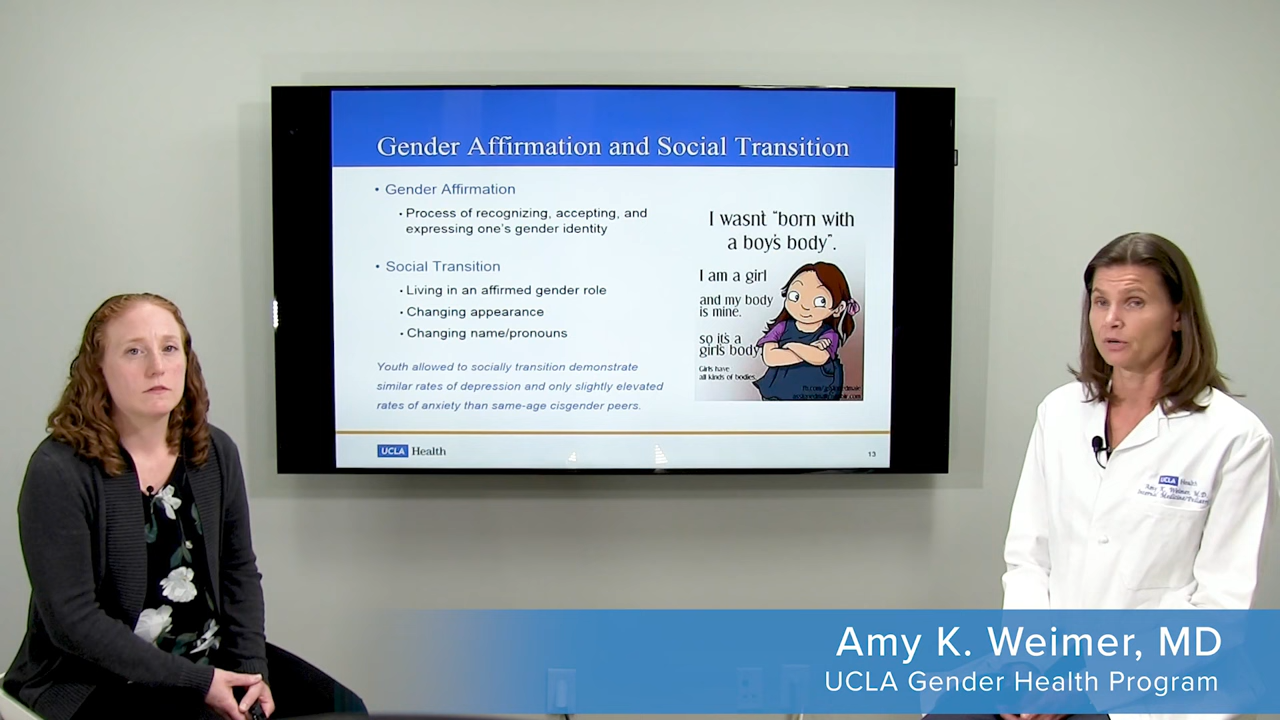 Gender Affirmation and Social Transition
• Gender Affirmation
• Process of recognizing, accepting, and
expressing one's gender identity
• Social Transition
• Living in an affirmed gender role
• Changing appearance
• Changing name/pronouns
Youth allowed to socially transition demonstrate
similar rates of depression and only slightly elevated
rates of anxiety than same-age cisgender peers.
I wasnt "born with
a boy's body".
I am a girl
and my body
is mine.
so it's a
girls body
Girls have
all kinds of bodies.
UCLA Health
13
UCLA Health
Amy K. Weimer, M.D.
Amy K. Weimer, MD
UCLA Gender Health Program